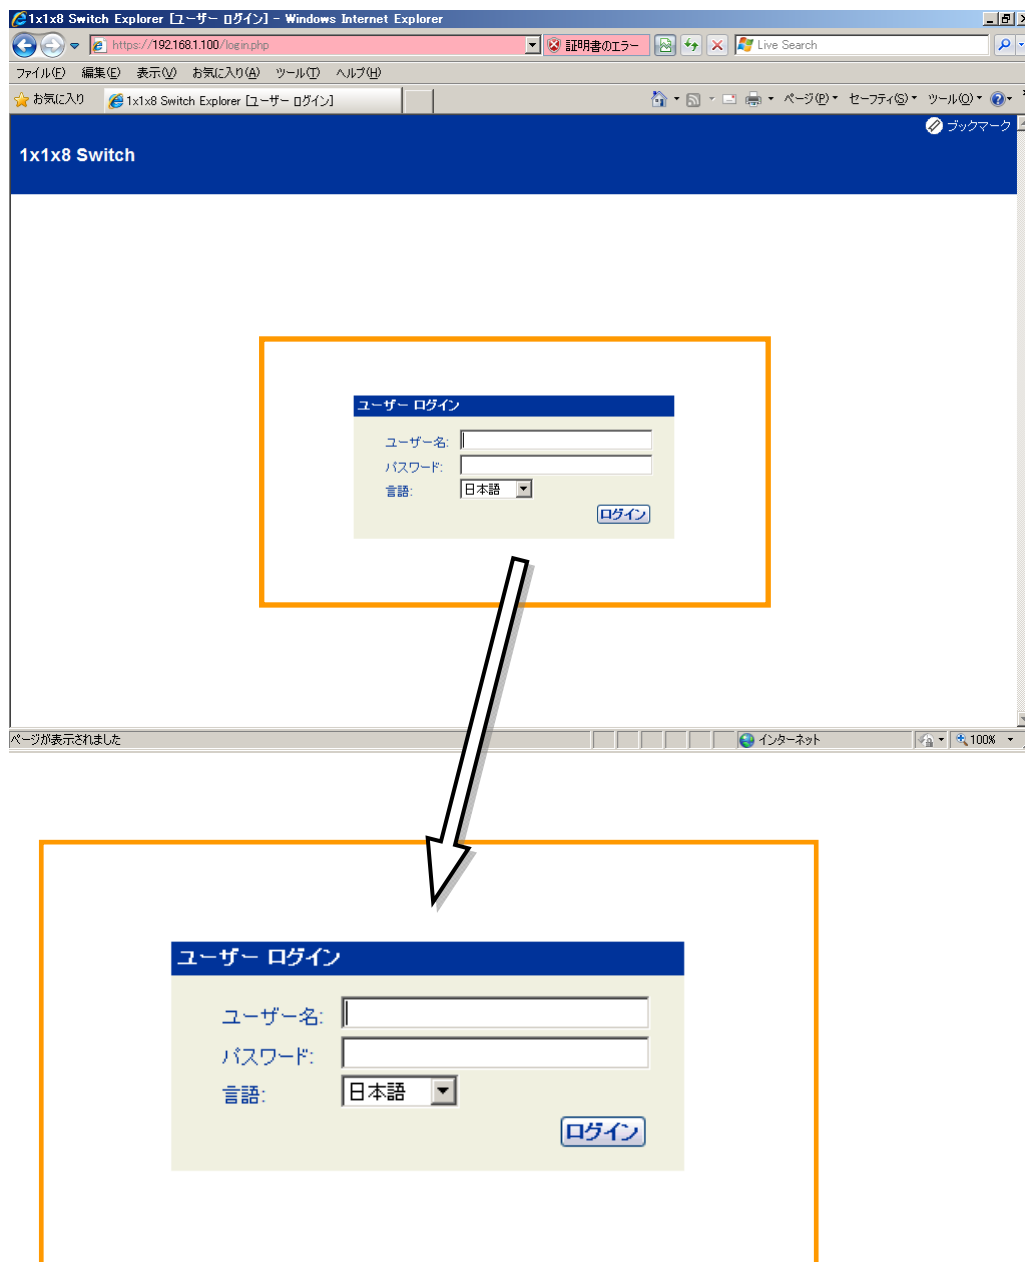 1x1x8 Switch Explorer [ユーザー ログイン] - Windows Internet Explorer
https://192.168.1.100/login.php 証明書のエラー Live Search
ファイル(F) 編集(E) 表示(V) お気に入り(A) ツール(T) ヘルプ(H)
お気に入り 1x1x8 Switch Explorer [ユーザー ログイン] ページ(P) セーフティ(S) ツール(O)
ブックマーク
1x1x8 Switch
ユーザー ログイン
ユーザー名:
パスワード:
言語: 日本語
ログイン
ページが表示されました インターネット 100%
ユーザー ログイン
ユーザー名:
パスワード:
言語: 日本語
ログイン